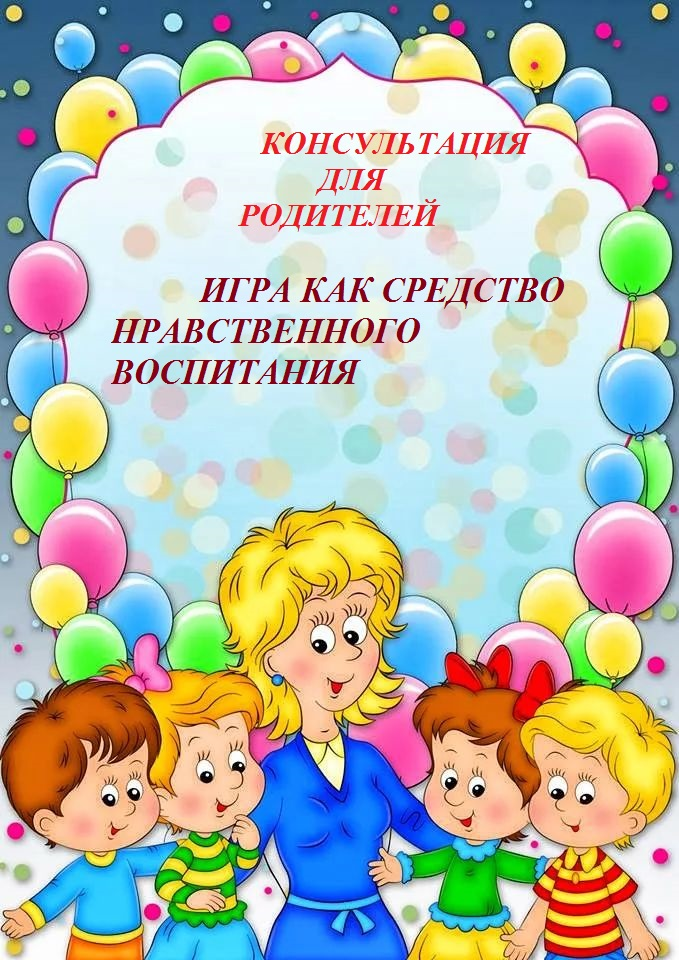 КОНСУЛЬТАЦИЯ
ДЛЯ
РОДИТЕЛЕЙ
ИГРА КАК СРЕДСТВО
НРАВСТВЕННОГО
ВОСПИТАНИЯ